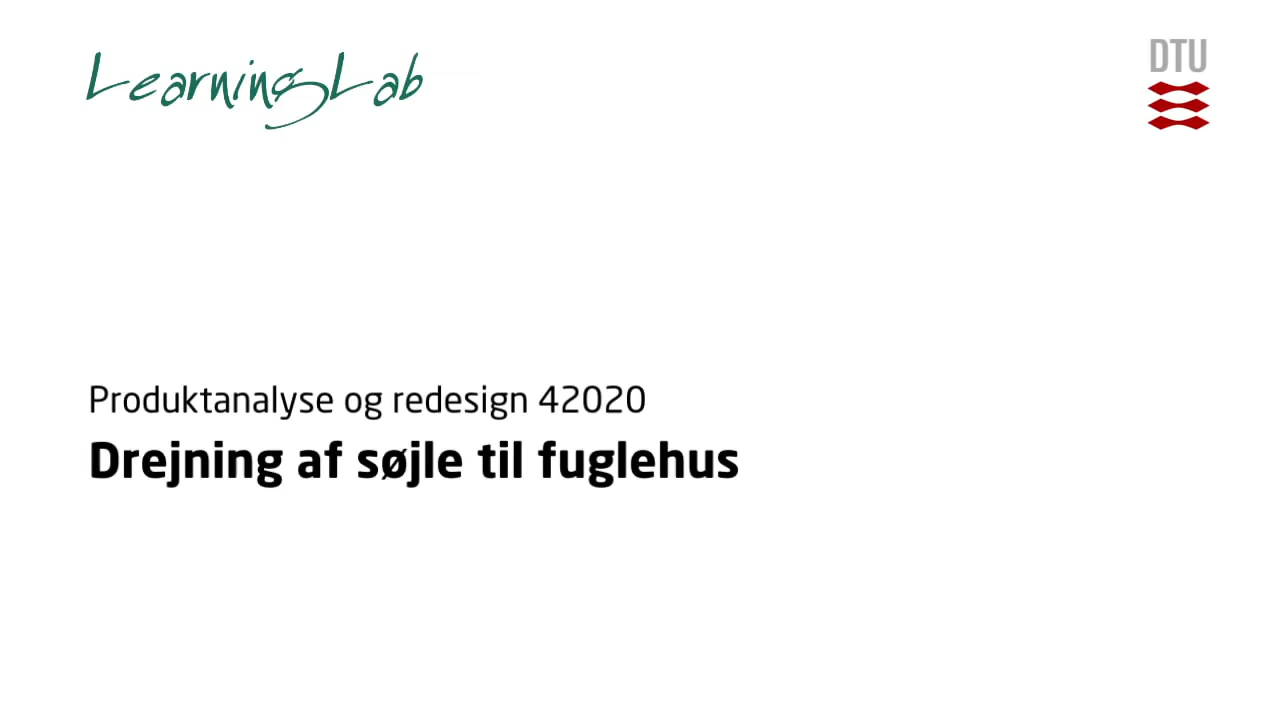 LearningLab
DTU
Produktanalyse og redesign 42020
Drejning af søjle til fuglehus